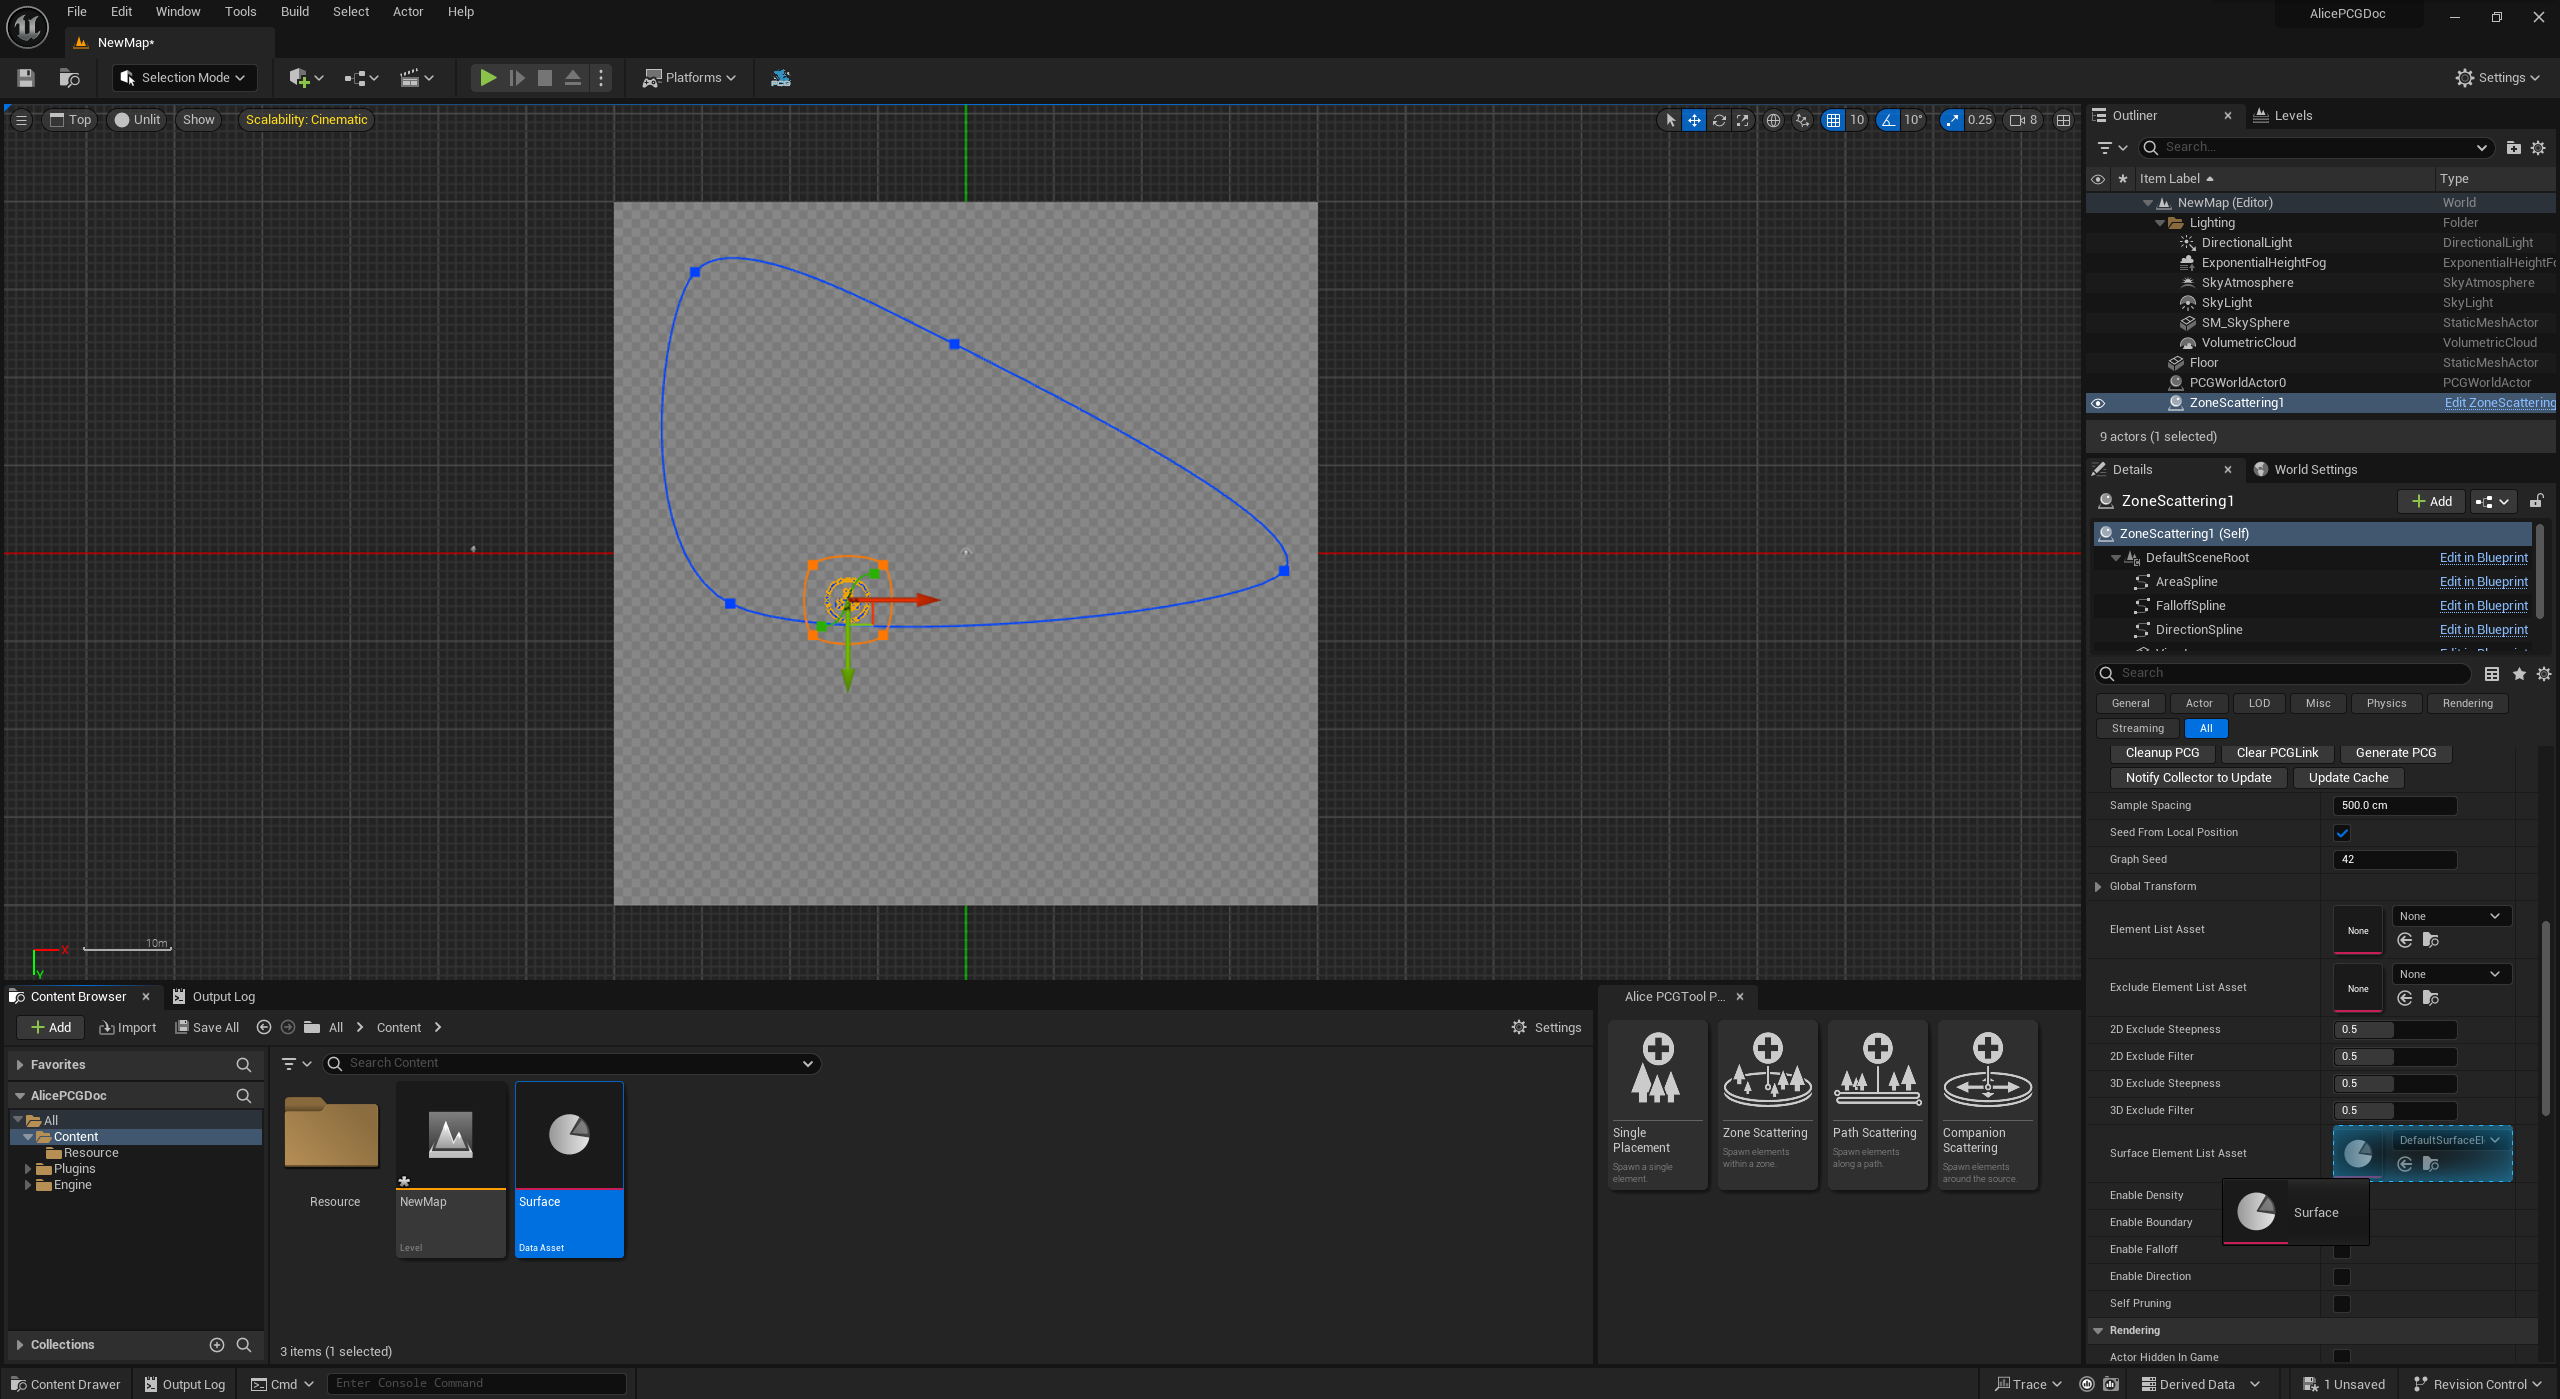 File Edit Window Tools Build Select Actor Help
AlicePCGDoc
NewMap*
Selection Mode
Platforms
Settings
Top Unlit Show Scalability: Cinematic
10 10° 0.25 8
10m
X
Y
Outliner Levels
Search...
Item Label Type
NewMap (Editor) World
Lighting Folder
DirectionalLight DirectionalLight
ExponentialHeightFog ExponentialHeightFo
SkyAtmosphere SkyAtmosphere
SkyLight SkyLight
SM_SkySphere StaticMeshActor
VolumetricCloud VolumetricCloud
Floor StaticMeshActor
PCGWorldActor0 PCGWorldActor
ZoneScattering1 Edit ZoneScattering
9 actors (1 selected)
Details World Settings
ZoneScattering1 Add
ZoneScattering1 (Self)
DefaultSceneRoot Edit in Blueprint
AreaSpline Edit in Blueprint
FalloffSpline Edit in Blueprint
DirectionSpline Edit in Blueprint
Search
General Actor LOD Misc Physics Rendering
Streaming All
Cleanup PCG Clear PCGLink Generate PCG
Notify Collector to Update Update Cache
Sample Spacing 500.0 cm
Seed From Local Position
Graph Seed 42
Global Transform
Element List Asset None None
Exclude Element List Asset None None
2D Exclude Steepness 0.5
2D Exclude Filter 0.5
3D Exclude Steepness 0.5
3D Exclude Filter 0.5
Surface Element List Asset DefaultSurfaceEl
Enable Density
Surface
Enable Boundary
Enable Falloff
Enable Direction
Self Pruning
Rendering
Actor Hidden In Game
Content Browser Output Log
Add Import Save All All Content Settings
Favorites
Search Content
AlicePCGDoc
All
Content
Resource
Plugins
Engine
Collections
Resource
NewMap
Level
Surface
Data Asset
3 items (1 selected)
Alice PCGTool P...
Single
Placement
Spawn a single
element.
Zone Scattering
Spawn elements
within a zone.
Path Scattering
Spawn elements
along a path.
Companion
Scattering
Spawn elements
around the source.
Content Drawer Output Log Cmd Enter Console Command
Trace Derived Data 1 Unsaved Revision Control